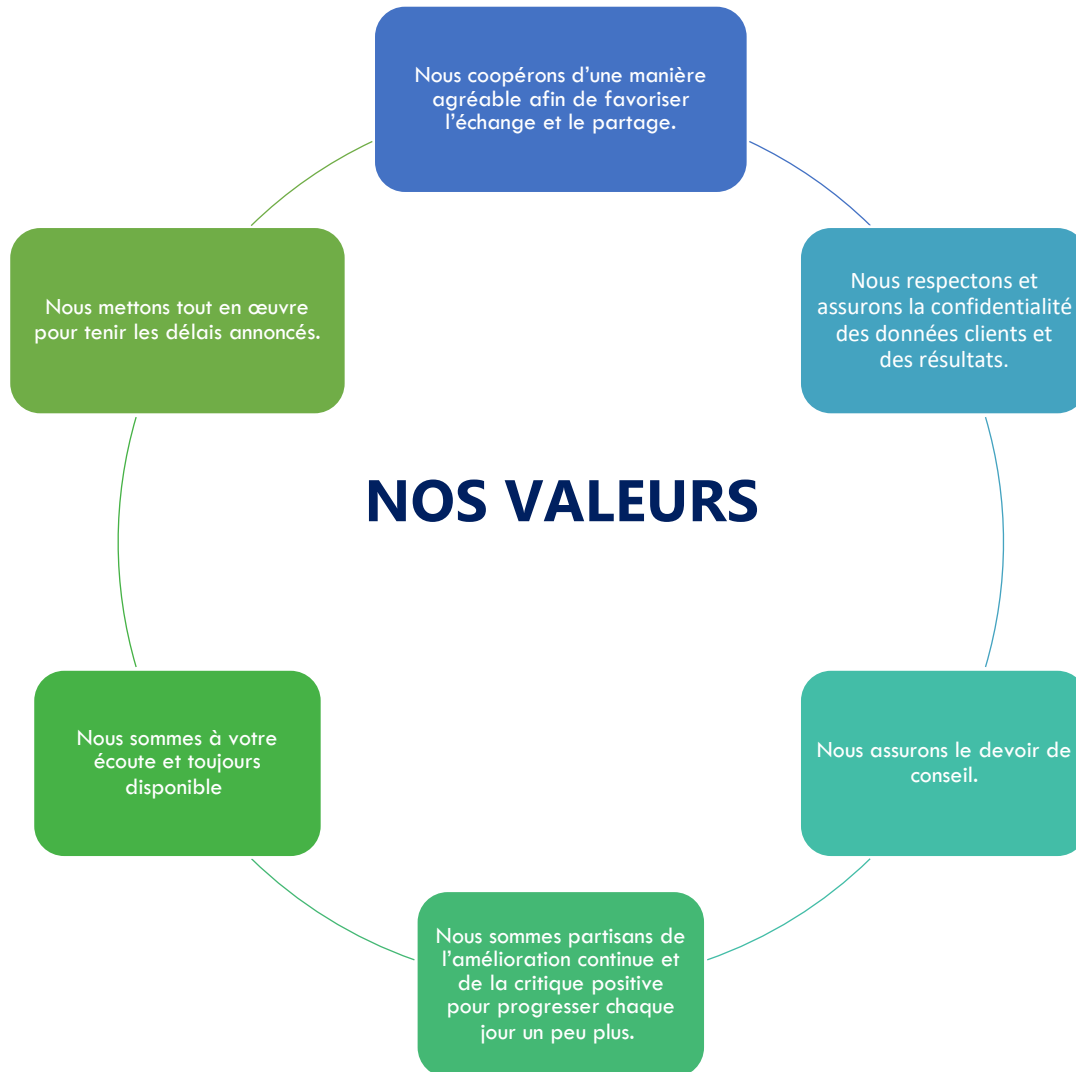 Nous coopérons d'une manière
agréable afin de favoriser
l'échange et le partage.
Nous respectons et
assurons la confidentialité
des données clients et
des résultats.
Nous assurons le devoir de
conseil.
Nous sommes partisans de
l'amélioration continue et
de la critique positive
pour progresser chaque
jour un peu plus.
Nous sommes à votre
écoute et toujours
disponible
Nous mettons tout en œuvre
pour tenir les délais annoncés.
NOS VALEURS